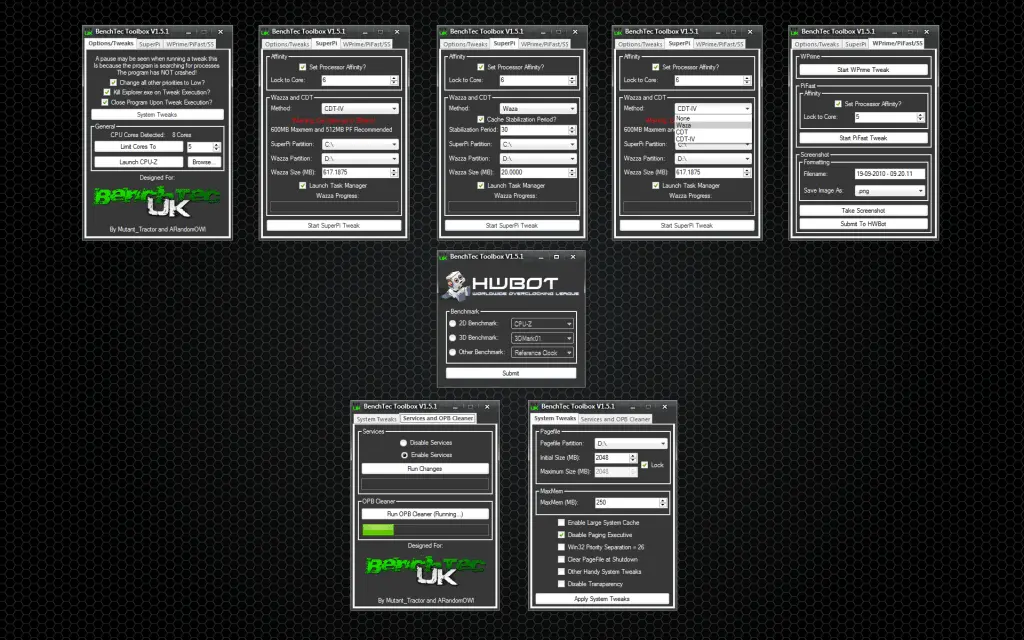 BenchTec Toolbox V1.5.1
Options/Tweaks SuperPi WPrime/PiFast/SS
A pause may be seen when running a tweak this
is because the program is searching for processes
The program has NOT crashed!
Change all other priorities to Low?
Kill Explorer.exe on Tweak Execution?
Close Program Upon Tweak Execution?
System Tweaks
General
CPU Cores Detected: 8 Cores
Limit Cores To 5
Launch CPU-Z Browse...
Designed For:
BenchTec
UK
By Mutant_Tractor and ARandomOWl
BenchTec Toolbox V1.5.1
Options/Tweaks SuperPi WPrime/PiFast/SS
Affinity
Set Processor Affinity?
Lock to Core: 6
Wazza and CDT-IV
Method: CDT-IV
600MB Maxmem and 512MB PF Recommended
SuperPi Partition: C:\
Wazza Partition: D:\
Wazza Size (MB): 617.1875
Launch Task Manager
Wazza Progress:
Start SuperPi Tweak
BenchTec Toolbox V1.5.1
Options/Tweaks SuperPi WPrime/PiFast/SS
Affinity
Set Processor Affinity?
Lock to Core: 6
Wazza and CDT
Method: Waza
Cache Stabilization Period?
Stabilization Period: 30
SuperPi Partition: C:\
Wazza Partition: D:\
Wazza Size (MB): 20.0000
Launch Task Manager
Wazza Progress:
Start SuperPi Tweak
BenchTec Toolbox V1.5.1
Options/Tweaks SuperPi WPrime/PiFast/SS
Affinity
Set Processor Affinity?
Lock to Core: 6
Wazza and CDT
Method: CDT-IV
None
Waza
CDT
CDT-IV
600MB Maxmem
SuperPi Partition: C:\
Wazza Partition: D:\
Wazza Size (MB): 617.1875
Launch Task Manager
Wazza Progress:
Start SuperPi Tweak
BenchTec Toolbox V1.5.1
Options/Tweaks SuperPi WPrime/PiFast/SS
WPrime
Start WPrime Tweak
PiFast
Affinity
Set Processor Affinity?
Lock to Core: 5
Start PiFast Tweak
Screenshot
Formatting
Filename: 19-09-2010 - 09.20.11
Save Image As: .png
Take Screenshot
Submit To HWBot
BenchTec Toolbox V1.5.1
HWBOT
WORLDWIDE OVERCLOCKING LEAGUE
Benchmark
2D Benchmark: CPU-Z
3D Benchmark: 3DMark01
Other Benchmark: Reference Clock
Submit
BenchTec Toolbox V1.5.1
System Tweaks Services and OPB Cleaner
Services
Disable Services
Enable Services
Run Changes
OPB Cleaner
Run OPB Cleaner (Running...)
Designed For:
BenchTec
UK
By Mutant_Tractor and ARandomOWl
BenchTec Toolbox V1.5.1
System Tweaks Services and OPB Cleaner
Pagefile
Pagefile Partition: D:\
Initial Size (MB): 2048
Lock
Maximum Size (MB): 2048
MaxMem
MaxMem (MB): 250
Enable Large System Cache
Disable Paging Executive
Win32 Priority Separation = 26
Clear PageFile at Shutdown
Other Handy System Tweaks
Disable Transparency
Apply System Tweaks